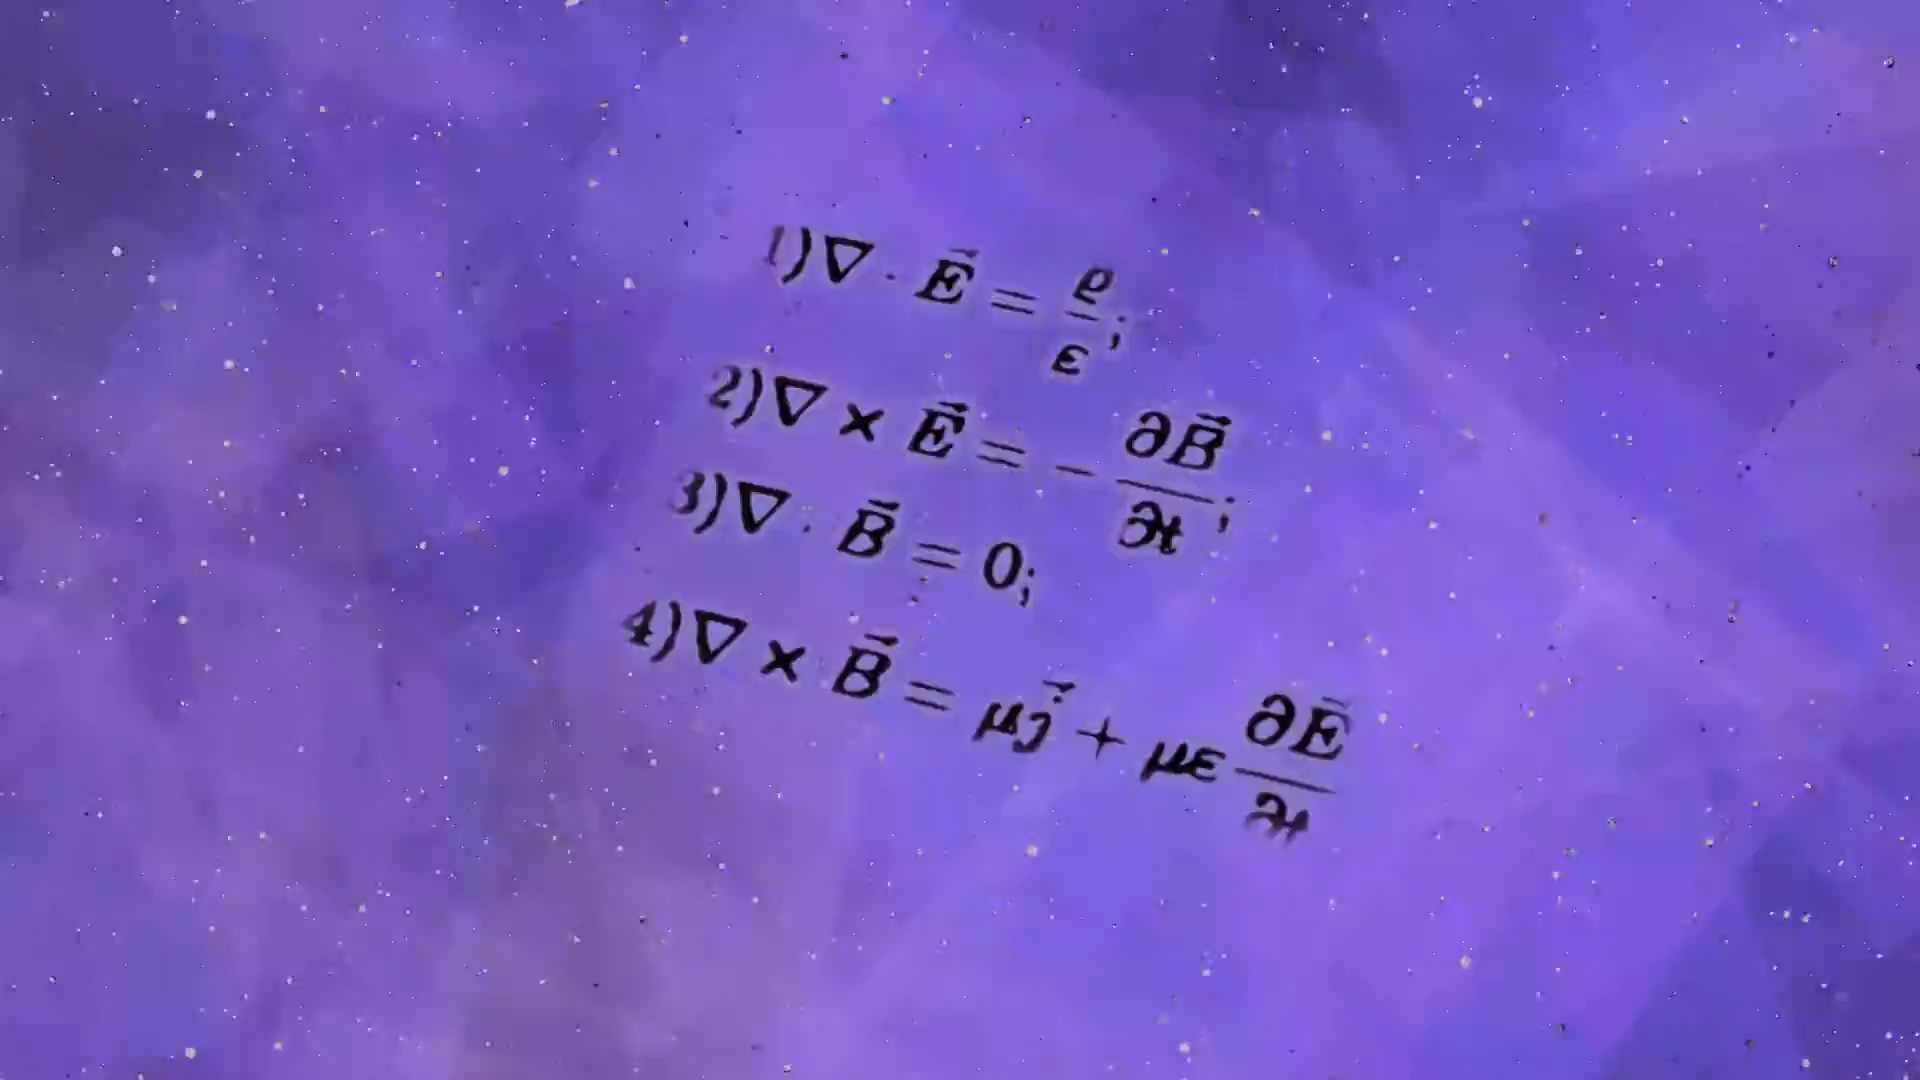 1) ∇ · E⃗ = ρ/ε;
2) ∇ × E⃗ = −∂B⃗/∂t;
3) ∇ · B⃗ = 0;
4) ∇ × B⃗ = μj⃗ + με ∂E⃗/∂t